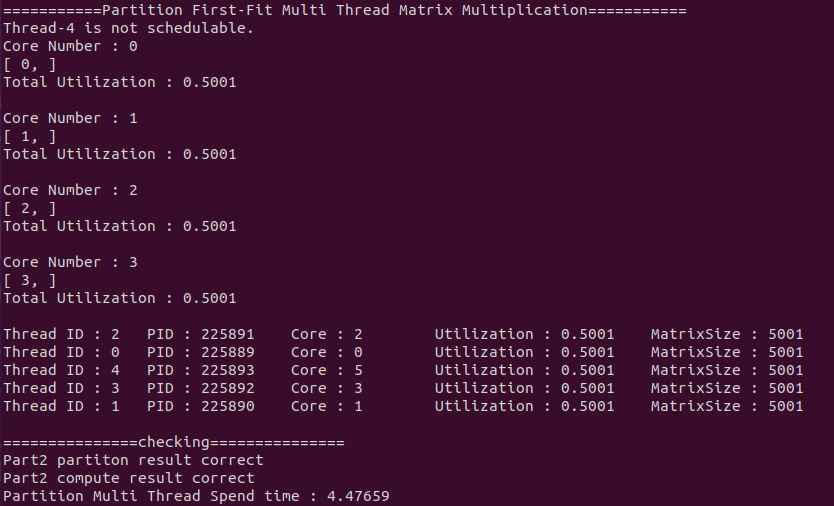 ===========Partition First-Fit Multi Thread Matrix Multiplication===========
Thread-4 is not schedulable.
Core Number : 0
[ 0, ]
Total Utilization : 0.5001
Core Number : 1
[ 1, ]
Total Utilization : 0.5001
Core Number : 2
[ 2, ]
Total Utilization : 0.5001
Core Number : 3
[ 3, ]
Total Utilization : 0.5001
Thread ID : 2   PID : 225891    Core : 2        Utilization : 0.5001    MatrixSize : 5001
Thread ID : 0   PID : 225889    Core : 0        Utilization : 0.5001    MatrixSize : 5001
Thread ID : 4   PID : 225893    Core : 5        Utilization : 0.5001    MatrixSize : 5001
Thread ID : 3   PID : 225892    Core : 3        Utilization : 0.5001    MatrixSize : 5001
Thread ID : 1   PID : 225890    Core : 1        Utilization : 0.5001    MatrixSize : 5001
===============checking===============
Part2 partiton result correct
Part2 compute result correct
Partition Multi Thread Spend time : 4.47659